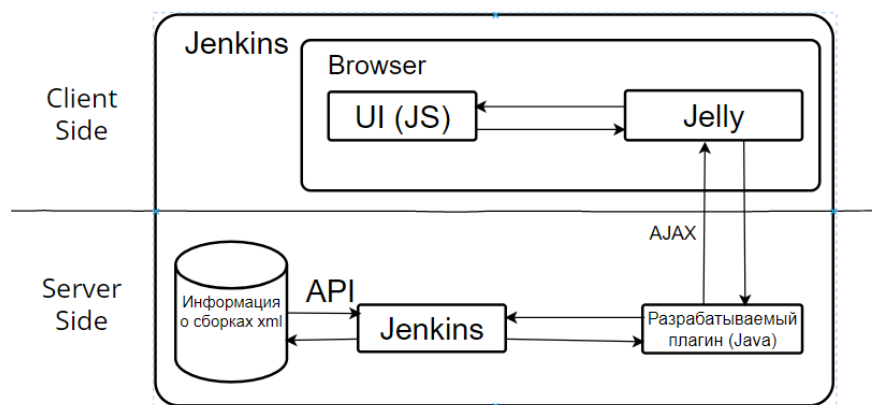 Jenkins
Browser
Client
Side
UI (JS)
Jelly
AJAX
Server
Side
Информация
о сборках xml
API
Jenkins
Разрабатываемый
плагин (Java)